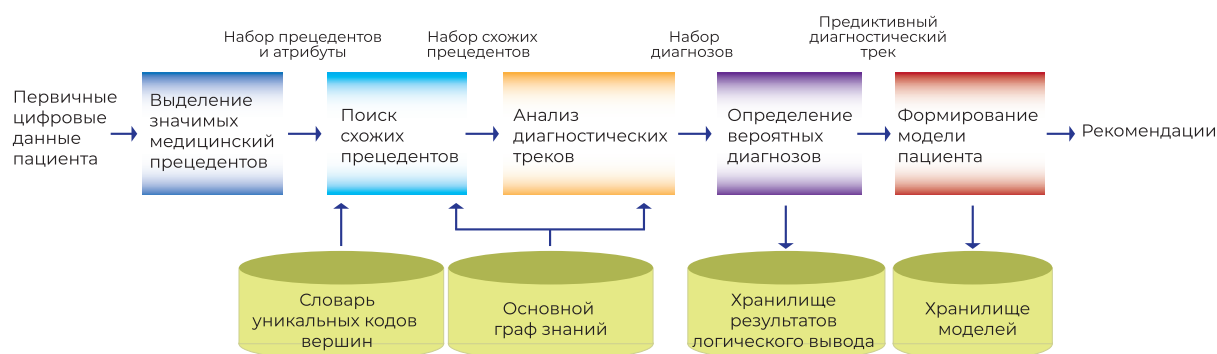 Набор прецедентов
и атрибуты
Набор схожих
прецедентов
Набор
диагнозов
Предиктивный
диагностический
трек
Первичные
цифровые
данные
пациента
Выделение
значимых
медицинский
прецедентов
Поиск
схожих
прецедентов
Анализ
диагностических
треков
Определение
вероятных
диагнозов
Формирование
модели
пациента
Рекомендации
Словарь
уникальных кодов
вершин
Основной
граф знаний
Хранилище
результатов
логического вывода
Хранилище
моделей